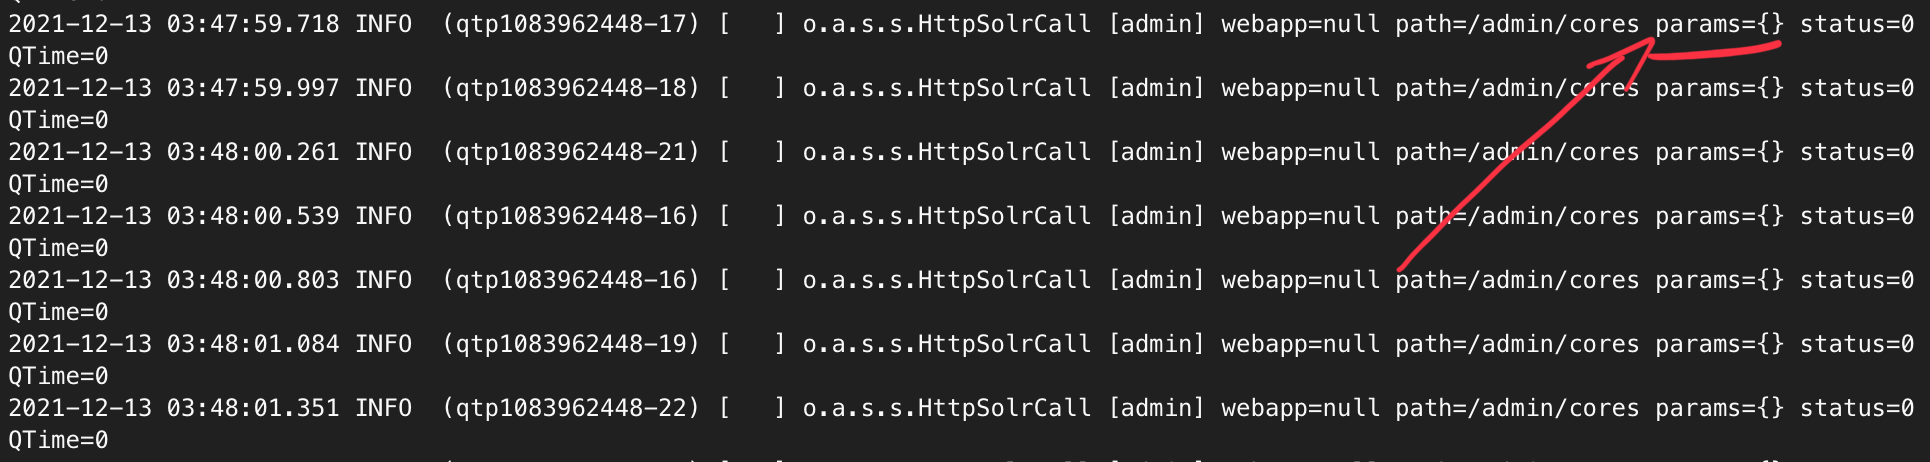 2021-12-13 03:47:59.718 INFO  (qtp1083962448-17) [   ] o.a.s.s.HttpSolrCall [admin] webapp=null path=/admin/cores params={} status=0
QTime=0
2021-12-13 03:47:59.997 INFO  (qtp1083962448-18) [   ] o.a.s.s.HttpSolrCall [admin] webapp=null path=/admin/cores params={} status=0
QTime=0
2021-12-13 03:48:00.261 INFO  (qtp1083962448-21) [   ] o.a.s.s.HttpSolrCall [admin] webapp=null path=/admin/cores params={} status=0
QTime=0
2021-12-13 03:48:00.539 INFO  (qtp1083962448-16) [   ] o.a.s.s.HttpSolrCall [admin] webapp=null path=/admin/cores params={} status=0
QTime=0
2021-12-13 03:48:00.803 INFO  (qtp1083962448-16) [   ] o.a.s.s.HttpSolrCall [admin] webapp=null path=/admin/cores params={} status=0
QTime=0
2021-12-13 03:48:01.084 INFO  (qtp1083962448-19) [   ] o.a.s.s.HttpSolrCall [admin] webapp=null path=/admin/cores params={} status=0
QTime=0
2021-12-13 03:48:01.351 INFO  (qtp1083962448-22) [   ] o.a.s.s.HttpSolrCall [admin] webapp=null path=/admin/cores params={} status=0
QTime=0